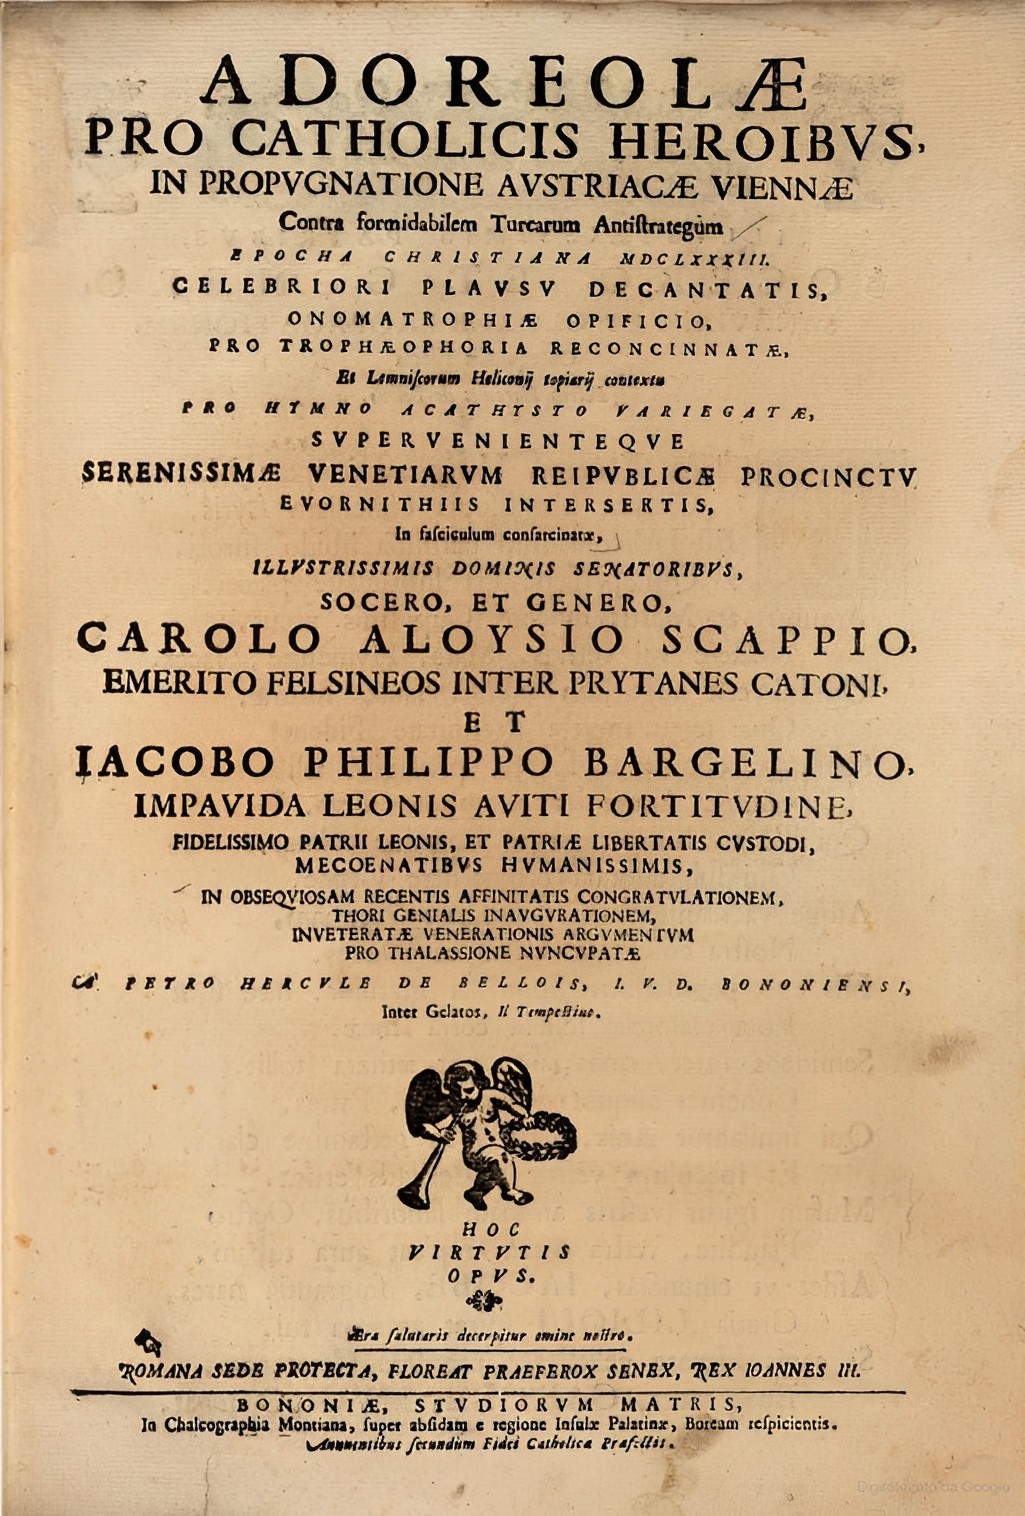 ADOREOLÆ
PRO CATHOLICIS HEROIBVS,
IN PROPVGNATIONE AVSTRIACÆ VIENNÆ
Contra formidabilem Turcarum Antiſtrategùm
EPOCHA CHRISTIANA MDCLXXXIII.
CELEBRIORI PLAVSV DECANTATIS,
ONOMATROPHIÆ OPIFICIO,
PRO TROPHÆOPHORIA RECONCINNATÆ,
Et Lemniſcorum Heliconij topiarij contextu
PRO HYMNO ACATHYSTO VARIEGATÆ,
SVPERVENIENTEQVE
SERENISSIMÆ VENETIARVM REIPVBLICÆ PROCINCTV
EVORNITHIIS INTERSERTIS,
In faſciculum conſarcinatæ,
ILLVSTRISSIMIS DOMINIS SENATORIBVS,
SOCERO, ET GENERO,
CAROLO ALOYSIO SCAPPIO,
EMERITO FELSINEOS INTER PRYTANES CATONI,
ET
IACOBO PHILIPPO BARGELINO,
IMPAVIDA LEONIS AVITI FORTITVDINE,
FIDELISSIMO PATRII LEONIS, ET PATRIÆ LIBERTATIS CVSTODI,
MECOENATIBVS HVMANISSIMIS,
IN OBSEQVIOSAM RECENTIS AFFINITATIS CONGRATVLATIONEM,
THORI GENIALIS INAVGVRATIONEM,
INVETERATÆ VENERATIONIS ARGVMENTVM
PRO THALASSIONE NVNCVPATÆ
A PETRO HERCVLE DE BELLOIS, I. V. D. BONONIENSI,
Inter Gelatos, Il Tempeſtiuo.
HOC
VIRTVTIS
OPVS.
Æra ſalutaris decerpitur omine noſtro.
ROMANA SEDE PROTECTA, FLOREAT PRAEFEROX SENEX, REX IOANNES III.
BONONIÆ, STVDIORVM MATRIS,
In Chalcographia Montiana, ſuper abſidam e regione Inſulæ Palatinæ, Boream reſpicientis.
Annuentibus ſecundùm Fidei Catholicæ Præfectis.
Digitalizzato da Google